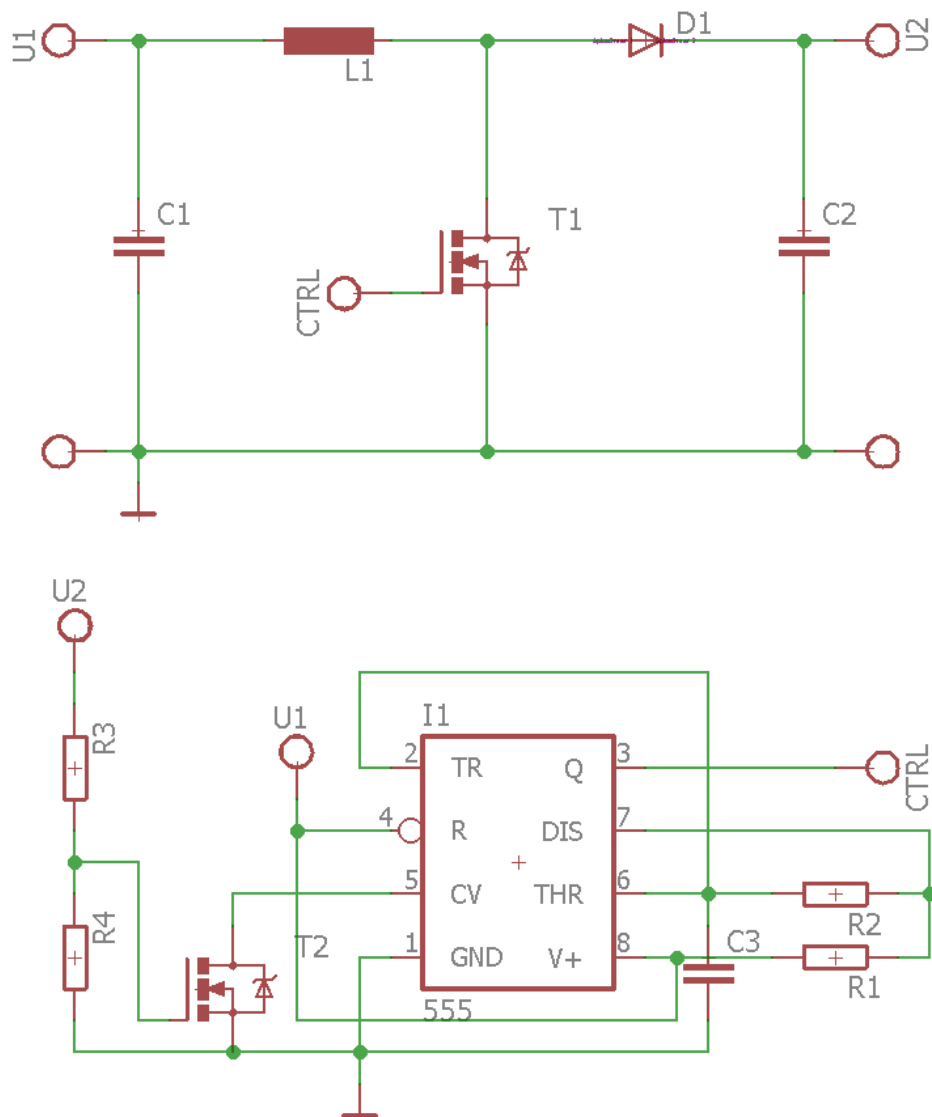 U1
L1
D1
U2
C1
T1
C2
CTRL
U2
U1
I1
R3
2 TR Q 3
CTRL
4 R DIS 7
5 CV THR 6
R4
T2
R2
C3
1 GND V+ 8
R1
555